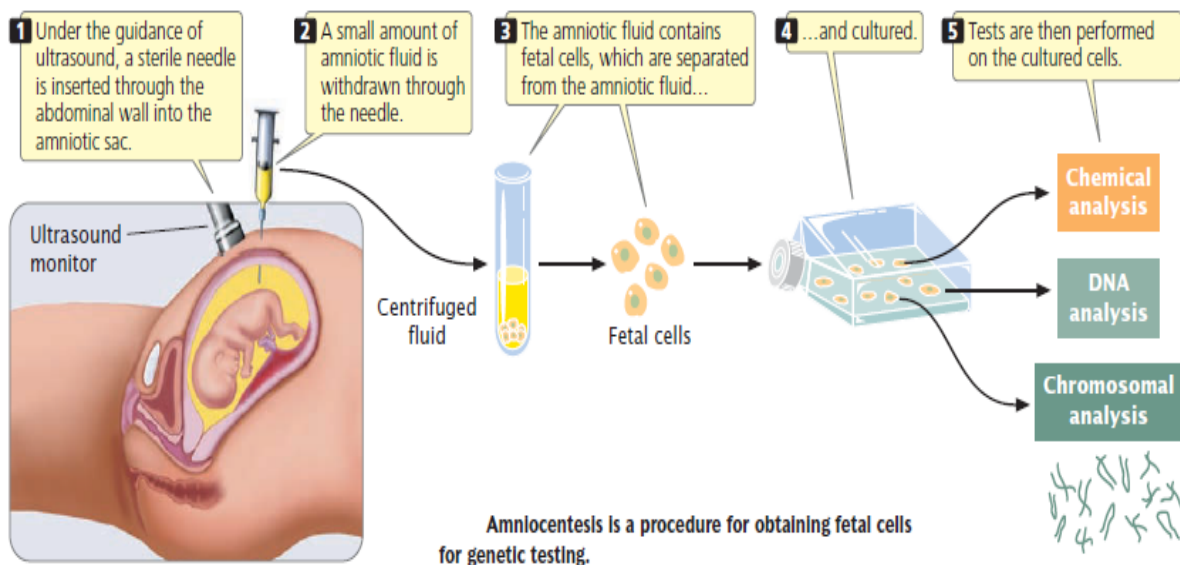 1 Under the guidance of
ultrasound, a sterile needle
is inserted through the
abdominal wall into the
amniotic sac.
2 A small amount of
amniotic fluid is
withdrawn through
the needle.
3 The amniotic fluid contains
fetal cells, which are separated
from the amniotic fluid…
4 …and cultured.
5 Tests are then performed
on the cultured cells.
Ultrasound
monitor
Centrifuged
fluid
Fetal cells
Chemical
analysis
DNA
analysis
Chromosomal
analysis
Amniocentesis is a procedure for obtaining fetal cells
for genetic testing.